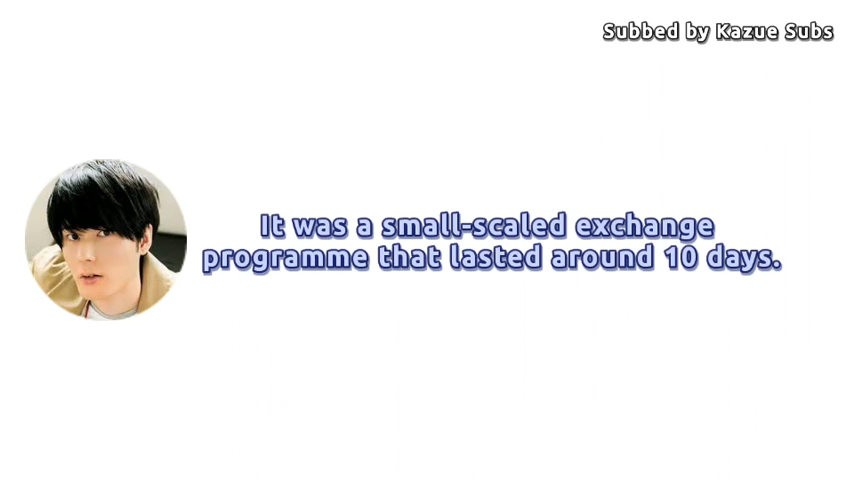 Subbed by Kazue Subs
It was a small-scaled exchange
programme that lasted around 10 days.